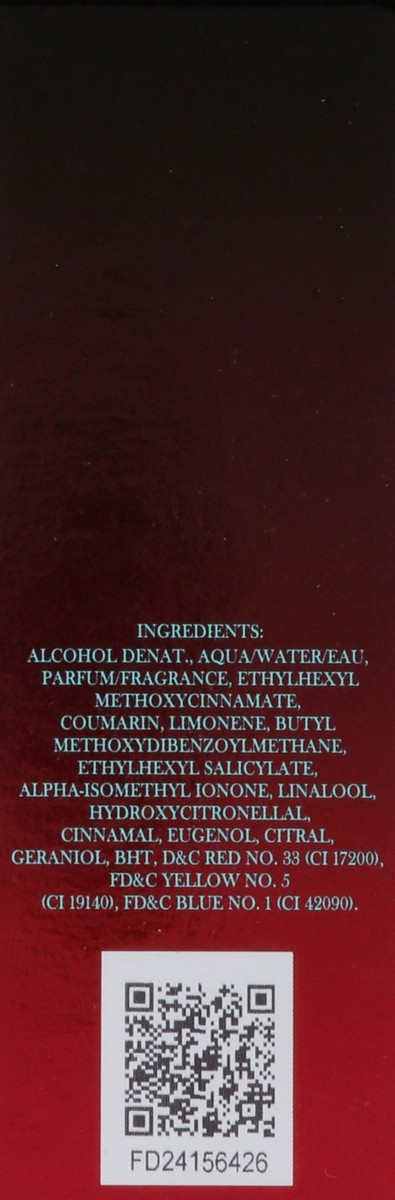 INGREDIENTS:
ALCOHOL DENAT., AQUA/WATER/EAU,
PARFUM/FRAGRANCE, ETHYLHEXYL
METHOXYCINNAMATE,
COUMARIN, LIMONENE, BUTYL
METHOXYDIBENZOYLMETHANE,
ETHYLHEXYL SALICYLATE,
ALPHA-ISOMETHYL IONONE, LINALOOL,
HYDROXYCITRONELLAL,
CINNAMAL, EUGENOL, CITRAL,
GERANIOL, BHT, D&C RED NO. 33 (CI 17200),
FD&C YELLOW NO. 5
(CI 19140), FD&C BLUE NO. 1 (CI 42090).
FD24156426